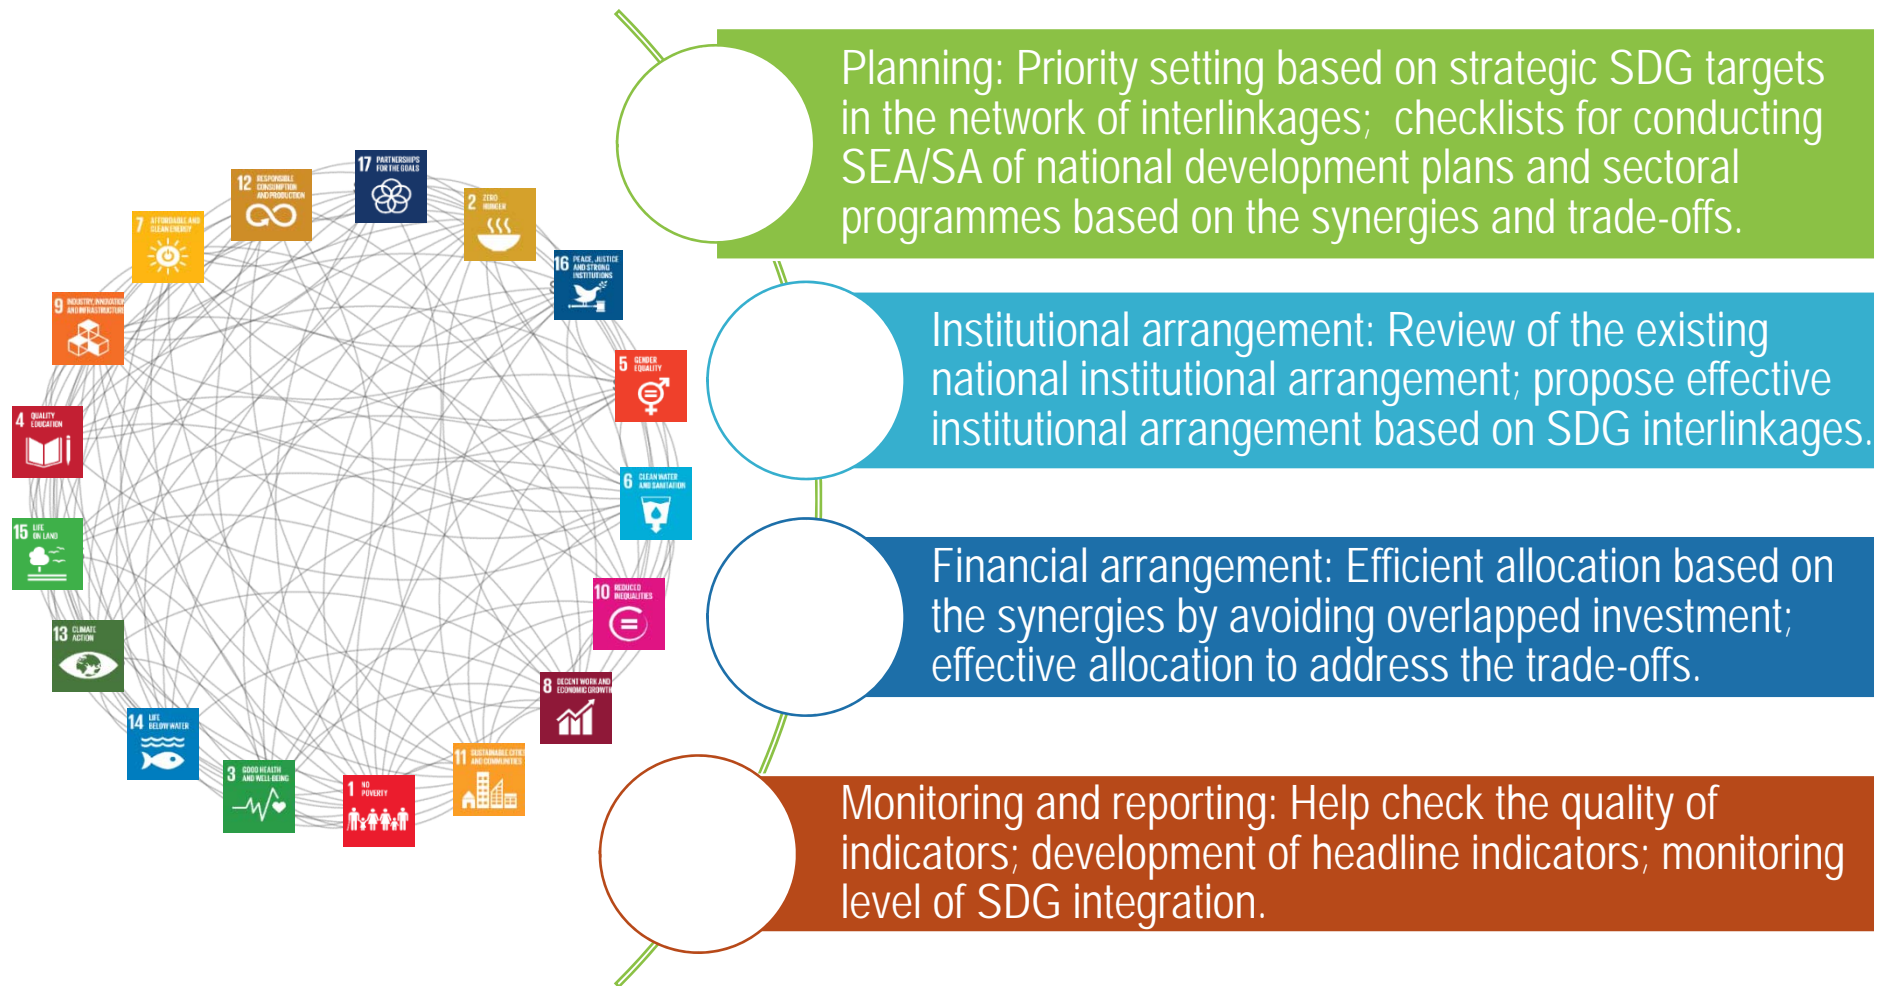 17 PARTNERSHIPS
FOR THE GOALS
12 RESPONSIBLE
CONSUMPTION
AND PRODUCTION
2 ZERO
HUNGER
7 AFFORDABLE AND
CLEAN ENERGY
16 PEACE, JUSTICE
AND STRONG
INSTITUTIONS
9 INDUSTRY, INNOVATION
AND INFRASTRUCTURE
5 GENDER
EQUALITY
4 QUALITY
EDUCATION
6 CLEAN WATER
AND SANITATION
15 LIFE
ON LAND
10 REDUCED
INEQUALITIES
13 CLIMATE
ACTION
8 DECENT WORK AND
ECONOMIC GROWTH
14 LIFE
BELOW WATER
11 SUSTAINABLE CITIES
AND COMMUNITIES
3 GOOD HEALTH
AND WELL-BEING
1 NO
POVERTY
Planning: Priority setting based on strategic SDG targets
in the network of interlinkages; checklists for conducting
SEA/SA of national development plans and sectoral
programmes based on the synergies and trade-offs.
Institutional arrangement: Review of the existing
national institutional arrangement; propose effective
institutional arrangement based on SDG interlinkages.
Financial arrangement: Efficient allocation based on
the synergies by avoiding overlapped investment;
effective allocation to address the trade-offs.
Monitoring and reporting: Help check the quality of
indicators; development of headline indicators; monitoring
level of SDG integration.